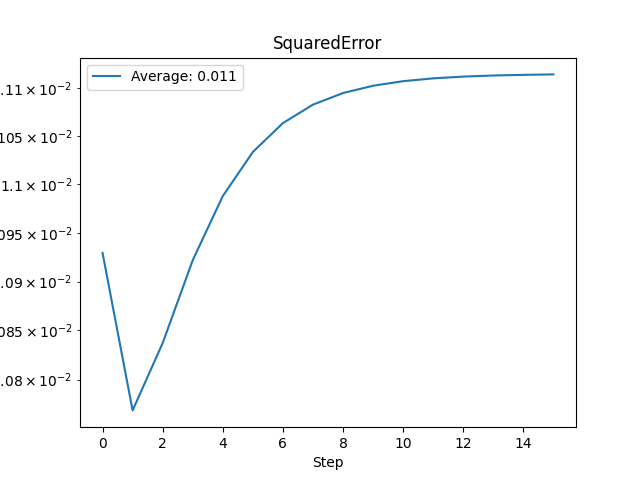 SquaredError
Average: 0.011
.11 × 10⁻²
105 × 10⁻²
1.1 × 10⁻²
095 × 10⁻²
.09 × 10⁻²
085 × 10⁻²
.08 × 10⁻²
0 2 4 6 8 10 12 14
Step